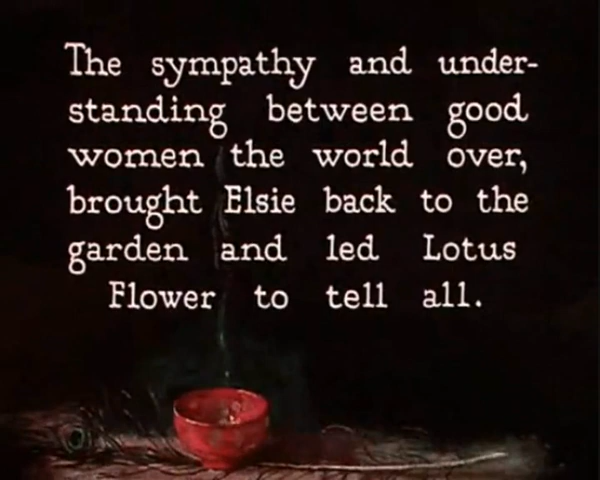 The sympathy and under-
standing between good
women the world over,
brought Elsie back to the
garden and led Lotus
Flower to tell all.